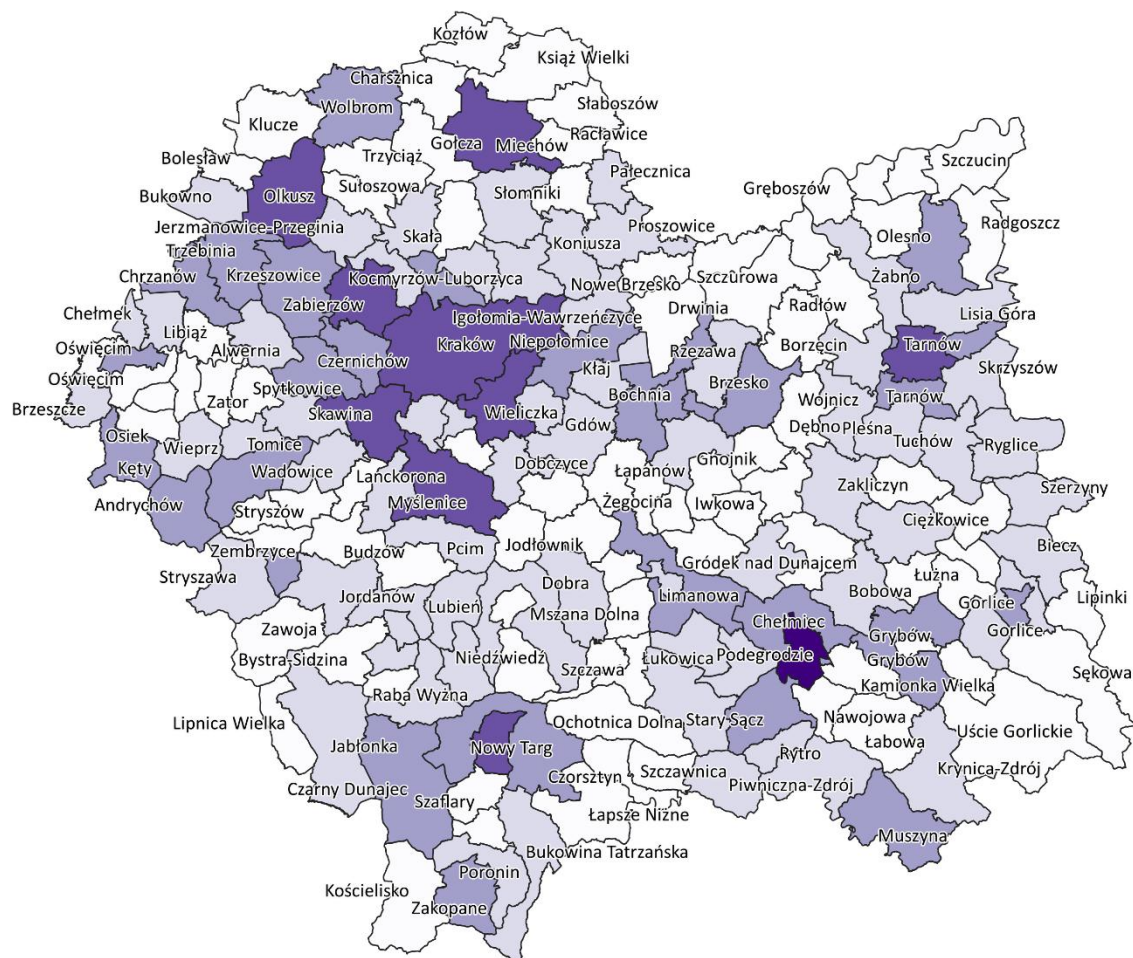 Kozłów
Książ Wielki
Charsznica
Wolbrom
Słaboszów
Klucze
Racławice
Gołcza
Miechów
Bolesław
Trzyciąż
Szczucin
Pałecznica
Bukowno
Olkusz
Sułoszowa
Słomniki
Gręboszów
Jerzmanowice-Przeginia
Skała
Proszowice
Radgoszcz
Olesno
Trzebinia
Koniusza
Chrzanów
Krzeszowice
Kocmyrzów-Luborzyca
Szczurowa
Żabno
Zabierzów
Nowe Brzesko
Radłów
Chełmek
Drwinia
Lisia Góra
Libiąż
Igołomia-Wawrzeńczyce
Oświęcim
Alwernia
Czernichów
Kraków
Niepołomice
Rzezawa
Borzęcin
Tarnów
Kłaj
Skrzyszów
Oświęcim
Spytkowice
Brzesko
Zator
Bochnia
Tarnów
Brzeszcze
Skawina
Wieliczka
Wojnicz
Gdów
Osiek
Tomice
Dębno
Pleśna
Wieprz
Tuchów
Ryglice
Kęty
Wadowice
Lanckorona
Dobczyce
Łapanów
Gnojnik
Zakliczyn
Szerzyny
Andrychów
Myślenice
Żegocina
Iwkowa
Stryszów
Ciężkowice
Zembrzyce
Budzów
Pcim
Jodłownik
Biecz
Stryszawa
Gródek nad Dunajcem
Dobra
Łużna
Jordanów
Limanowa
Bobowa
Lubień
Mszana Dolna
Gorlice
Lipinki
Zawoja
Chełmiec
Grybów
Gorlice
Bystra-Sidzina
Niedźwiedź
Szczawa
Łukowica
Podegrodzie
Grybów
Sękowa
Raba Wyżna
Kamionka Wielka
Lipnica Wielka
Ochotnica Dolna
Stary Sącz
Nawojowa
Uście Gorlickie
Jabłonka
Nowy Targ
Rytro
Łabowa
Czorsztyn
Szczawnica
Krynica-Zdrój
Czarny Dunajec
Piwniczna-Zdrój
Szaflary
Łapsze Niżne
Muszyna
Bukowina Tatrzańska
Poronin
Kościelisko
Zakopane